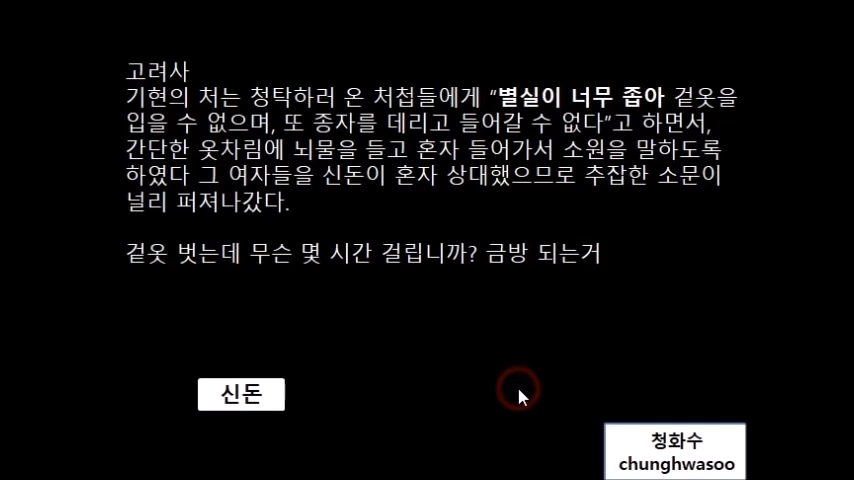 고려사
기현의 처는 청탁하러 온 처첩들에게 "별실이 너무 좁아 겉옷을
입을 수 없으며, 또 종자를 데리고 들어갈 수 없다"고 하면서,
간단한 옷차림에 뇌물을 들고 혼자 들어가서 소원을 말하도록
하였다 그 여자들을 신돈이 혼자 상대했으므로 추잡한 소문이
널리 퍼져나갔다.
겉옷 벗는데 무슨 몇 시간 걸립니까? 금방 되는거
신돈
청화수
chunghwasoo